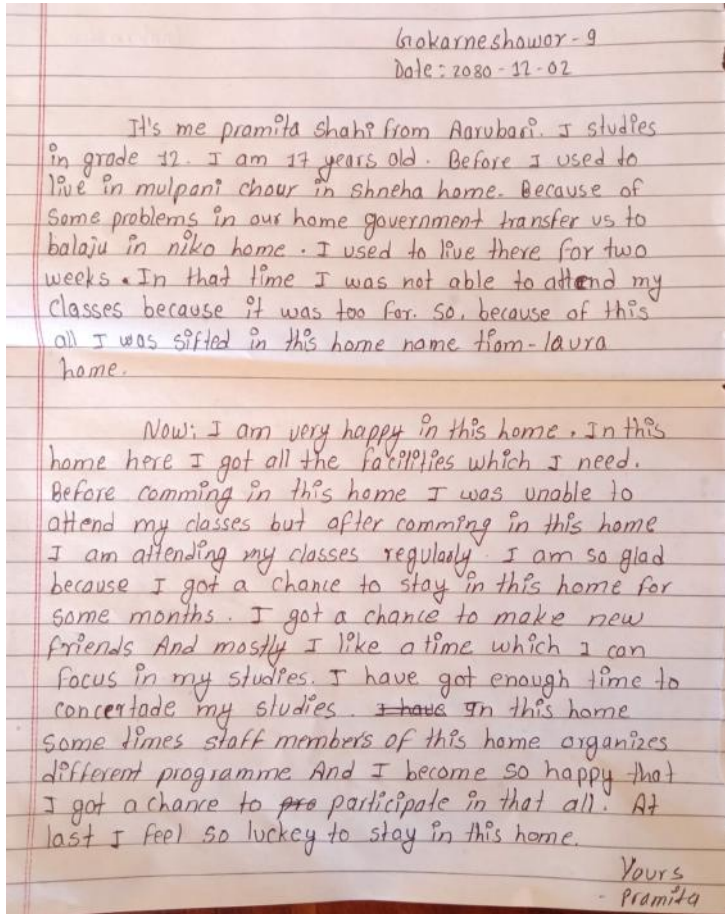 Gokarneshowor - 9
Date : 2080 - 12 - 02
It's me pramita shahi from Aarubari. I studies
in grade 12. I am 17 years old. Before I used to
live in mulpani chour in shneha home. Because of
some problems in our home government transfer us to
balaju in niko home. I used to live there for two
weeks. In that time I was not able to attend my
classes because it was too far. So, because of this
all I was sifted in this home name tiam-laura
home.
Now; I am very happy in this home. In this
home here I got all the facilities which I need.
Before comming in this home I was unable to
attend my classes but after comming in this home
I am attending my classes regulaaly. I am so glad
because I got a chance to stay in this home for
some months. I got a chance to make new
friends And mostly I like a time which I can
focus in my studies. I have got enough time to
concertade my studies. I have In this home
some times staff members of this home organizes
different programme And I become so happy that
I got a chance to pro participate in that all. At
last I feel so luckey to stay in this home.
Yours
- Pramita